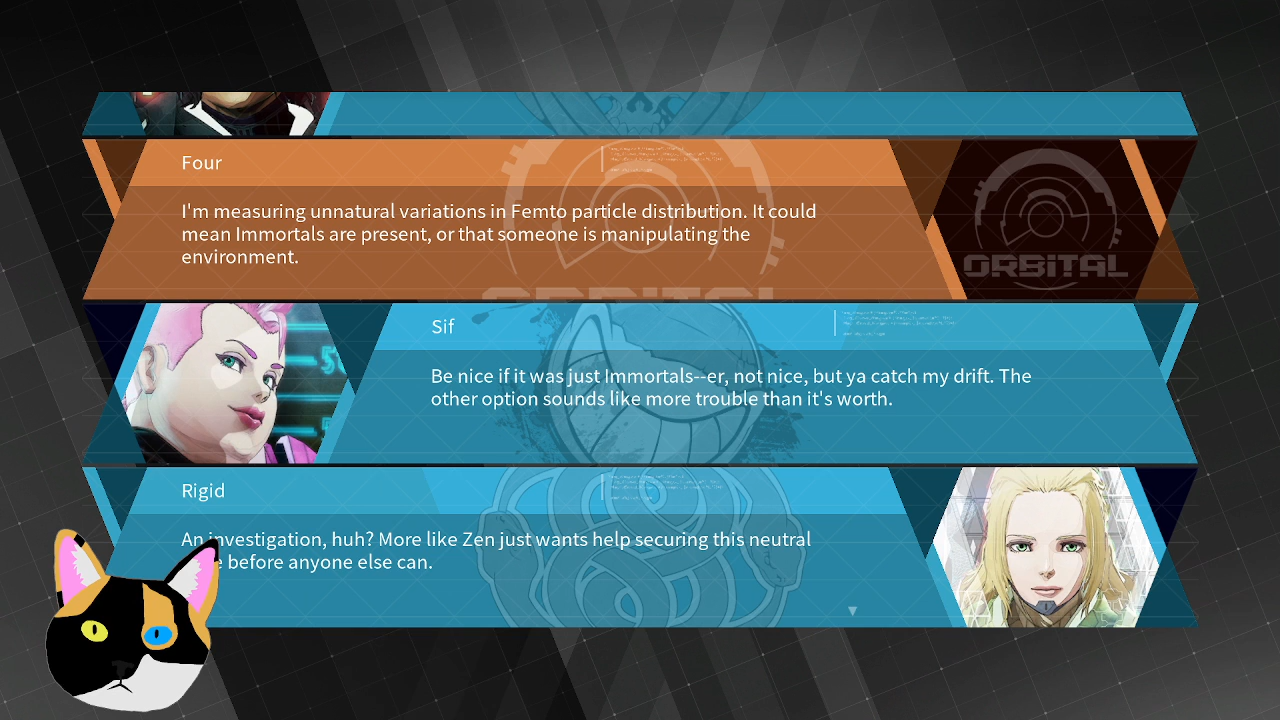 Four
I'm measuring unnatural variations in Femto particle distribution. It could
mean Immortals are present, or that someone is manipulating the
environment.
ORBITAL
ORBITAL
Sif
Be nice if it was just Immortals--er, not nice, but ya catch my drift. The
other option sounds like more trouble than it's worth.
Rigid
An investigation, huh? More like Zen just wants help securing this neutral
before anyone else can.